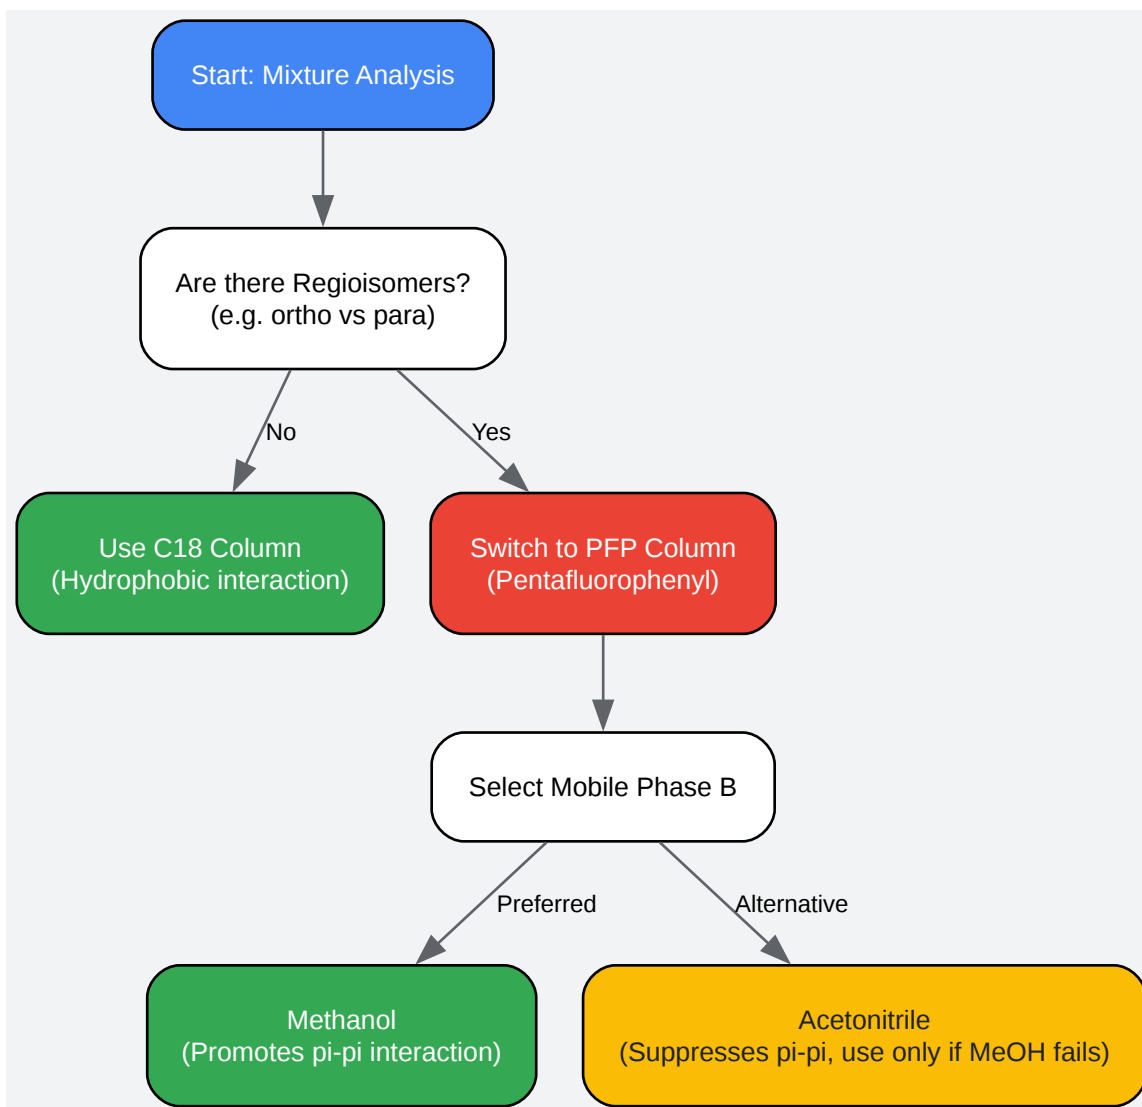 Start: Mixture Analysis
Are there Regioisomers?
(e.g. ortho vs para)
No
Yes
Use C18 Column
(Hydrophobic interaction)
Switch to PFP Column
(Pentafluorophenyl)
Select Mobile Phase B
Preferred
Alternative
Methanol
(Promotes pi-pi interaction)
Acetonitrile
(Suppresses pi-pi, use only if MeOH fails)